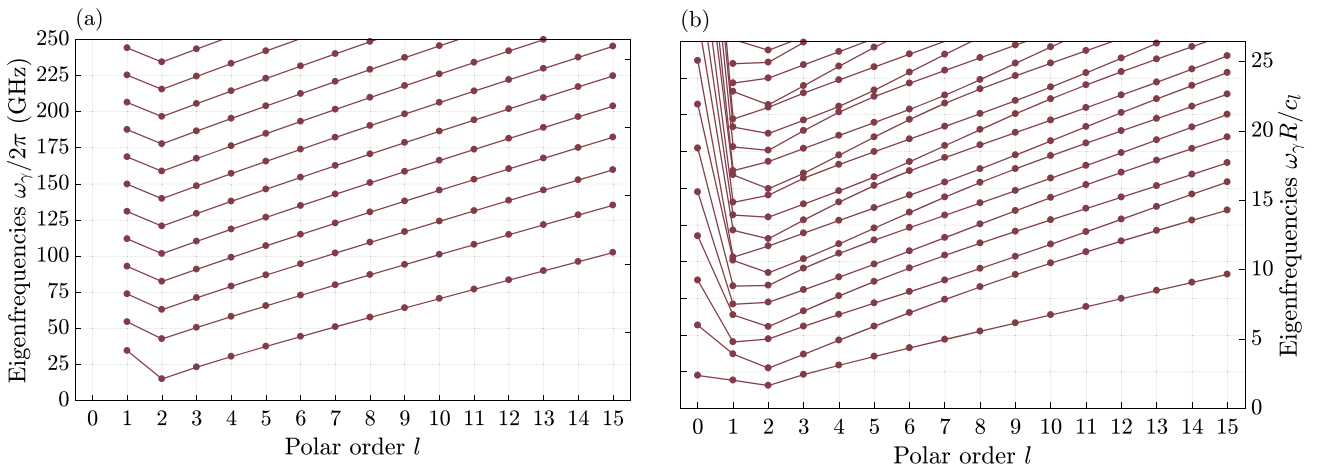 (a)
(b)
Eigenfrequencies ωγ/2π (GHz)
250
225
200
175
150
125
100
75
50
25
0
0 1 2 3 4 5 6 7 8 9 10 11 12 13 14 15
Polar order l
25
20
15
10
5
0
Eigenfrequencies ωγR/cl
0 1 2 3 4 5 6 7 8 9 10 11 12 13 14 15
Polar order l